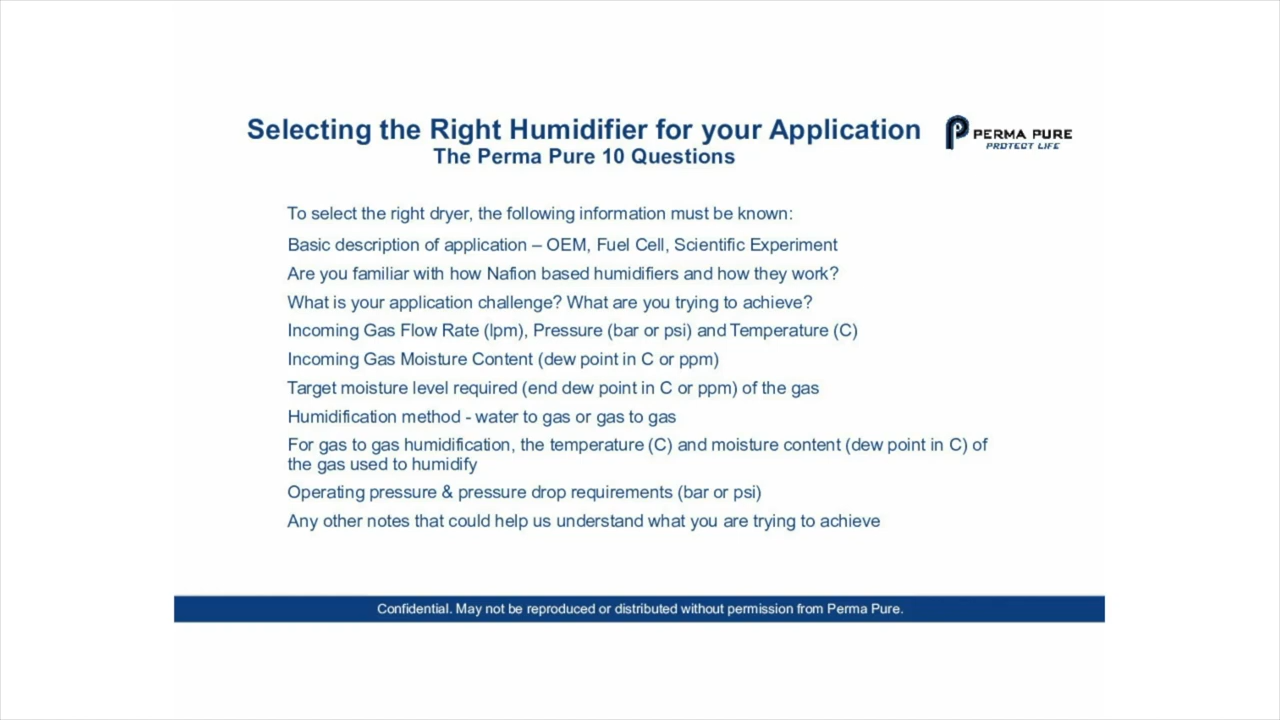 Selecting the Right Humidifier for your Application
The Perma Pure 10 Questions
PERMA PURE
PROTECT LIFE
To select the right dryer, the following information must be known:
Basic description of application – OEM, Fuel Cell, Scientific Experiment
Are you familiar with how Nafion based humidifiers and how they work?
What is your application challenge? What are you trying to achieve?
Incoming Gas Flow Rate (lpm), Pressure (bar or psi) and Temperature (C)
Incoming Gas Moisture Content (dew point in C or ppm)
Target moisture level required (end dew point in C or ppm) of the gas
Humidification method - water to gas or gas to gas
For gas to gas humidification, the temperature (C) and moisture content (dew point in C) of
the gas used to humidify
Operating pressure & pressure drop requirements (bar or psi)
Any other notes that could help us understand what you are trying to achieve
Confidential. May not be reproduced or distributed without permission from Perma Pure.